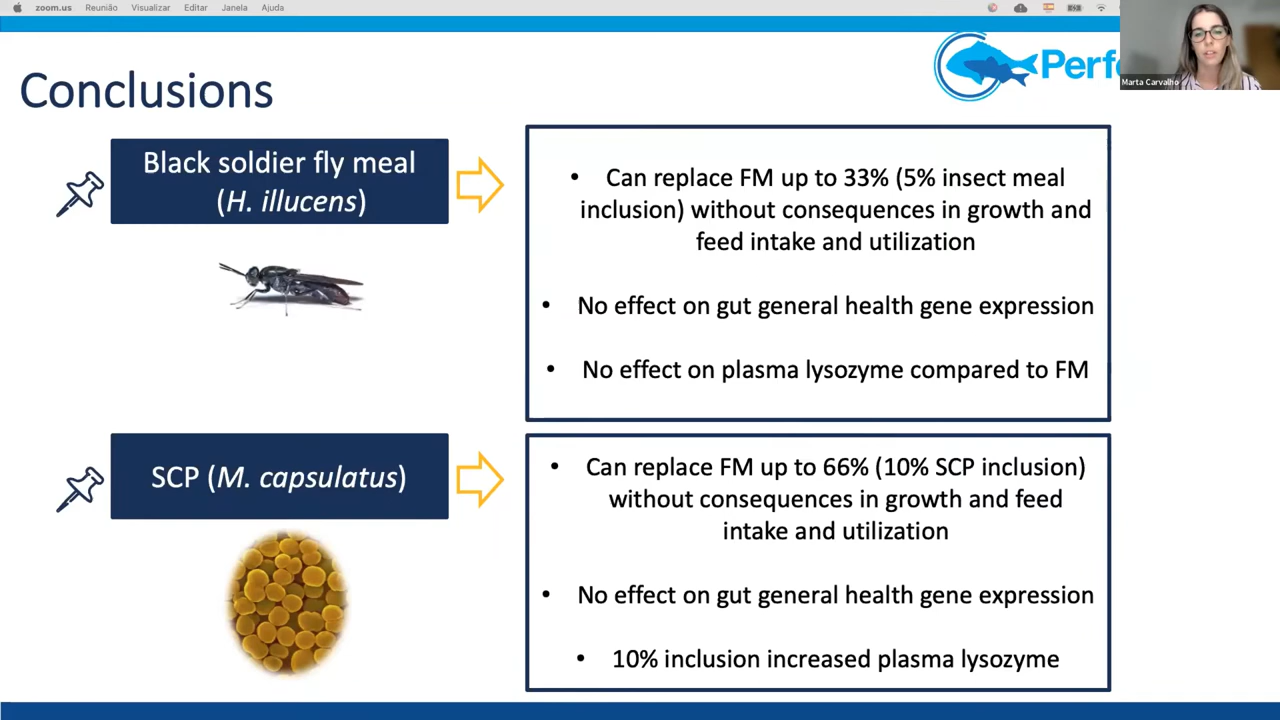 zoom.us Reunião Visualizar Editar Janela Ajuda
Marta Carvalho
Conclusions
Black soldier fly meal
(H. illucens)
• Can replace FM up to 33% (5% insect meal
inclusion) without consequences in growth and
feed intake and utilization
• No effect on gut general health gene expression
• No effect on plasma lysozyme compared to FM
SCP (M. capsulatus)
• Can replace FM up to 66% (10% SCP inclusion)
without consequences in growth and feed
intake and utilization
• No effect on gut general health gene expression
• 10% inclusion increased plasma lysozyme